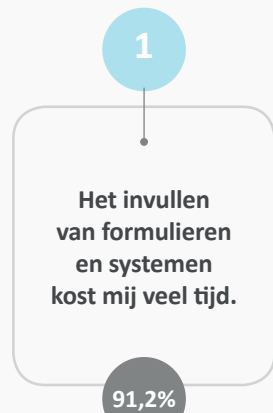 1
Het invullen
van formulieren
en systemen
kost mij veel tijd.
91,2%